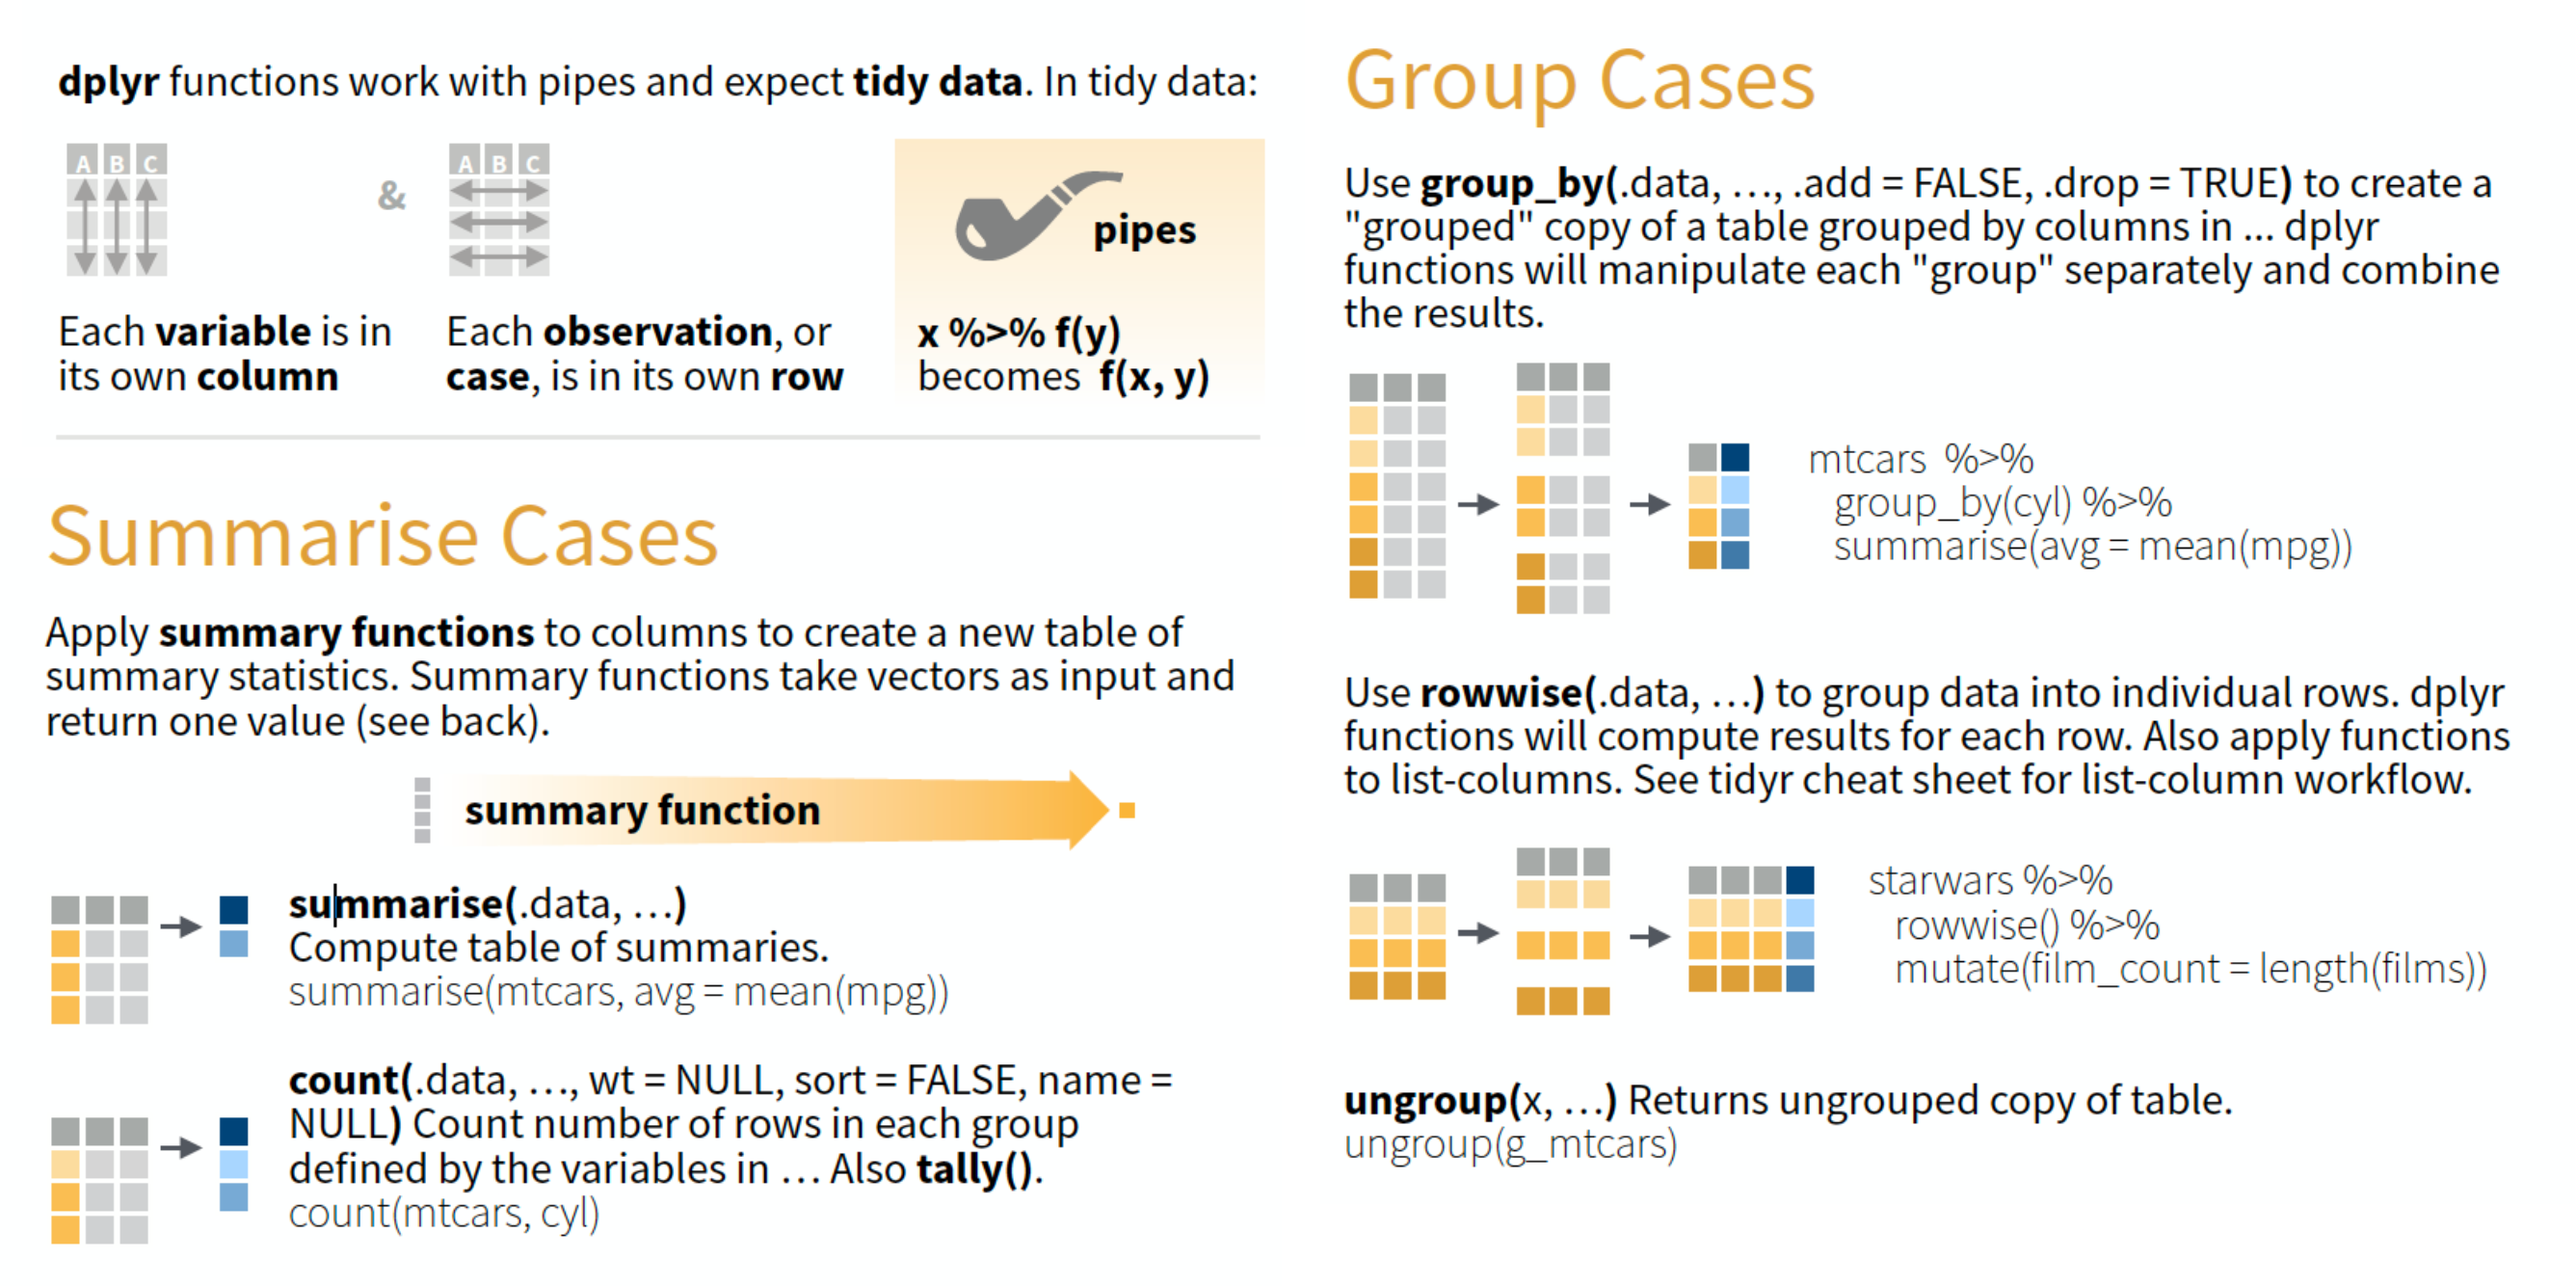 dplyr functions work with pipes and expect tidy data. In tidy data:
A B C
&
A B C
pipes
Each variable is in
its own column
Each observation, or
case, is in its own row
x %>% f(y)
becomes f(x, y)
Summarise Cases
Apply summary functions to columns to create a new table of
summary statistics. Summary functions take vectors as input and
return one value (see back).
summary function
summarise(.data, …)
Compute table of summaries.
summarise(mtcars, avg = mean(mpg))
count(.data, …, wt = NULL, sort = FALSE, name =
NULL) Count number of rows in each group
defined by the variables in … Also tally().
count(mtcars, cyl)
Group Cases
Use group_by(.data, …, .add = FALSE, .drop = TRUE) to create a
"grouped" copy of a table grouped by columns in ... dplyr
functions will manipulate each "group" separately and combine
the results.
mtcars %>%
group_by(cyl) %>%
summarise(avg = mean(mpg))
Use rowwise(.data, …) to group data into individual rows. dplyr
functions will compute results for each row. Also apply functions
to list-columns. See tidyr cheat sheet for list-column workflow.
starwars %>%
rowwise() %>%
mutate(film_count = length(films))
ungroup(x, …) Returns ungrouped copy of table.
ungroup(g_mtcars)